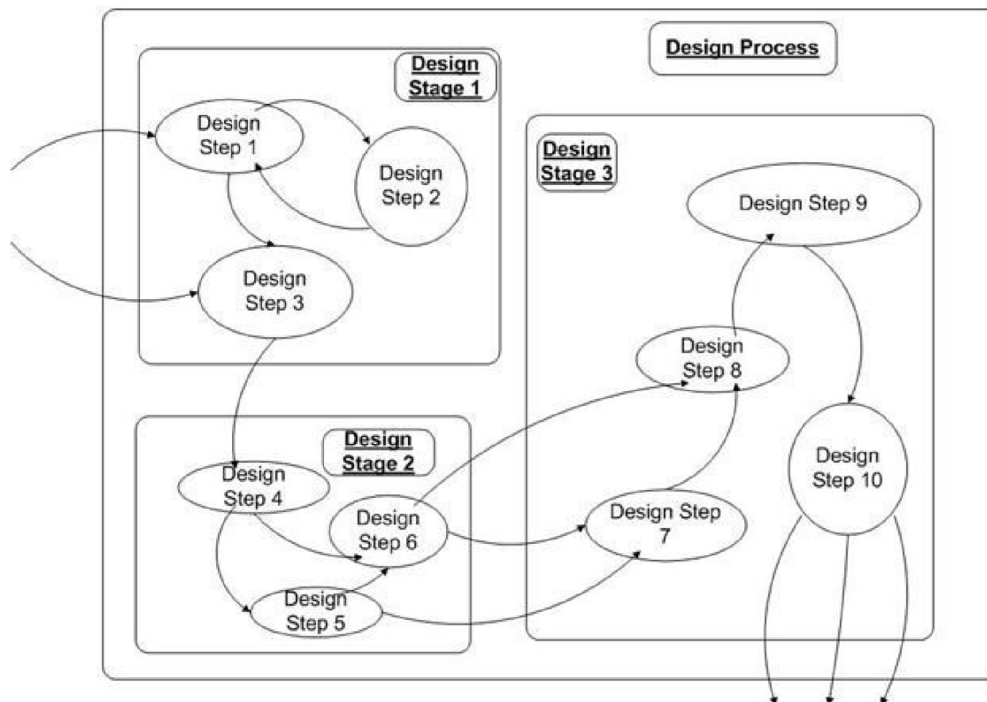 Design Process
Design
Stage 1
Design
Step 1
Design
Step 2
Design
Step 3
Design
Stage 2
Design
Step 4
Design
Step 5
Design
Step 6
Design
Stage 3
Design Step
7
Design
Step 8
Design Step 9
Design
Step 10